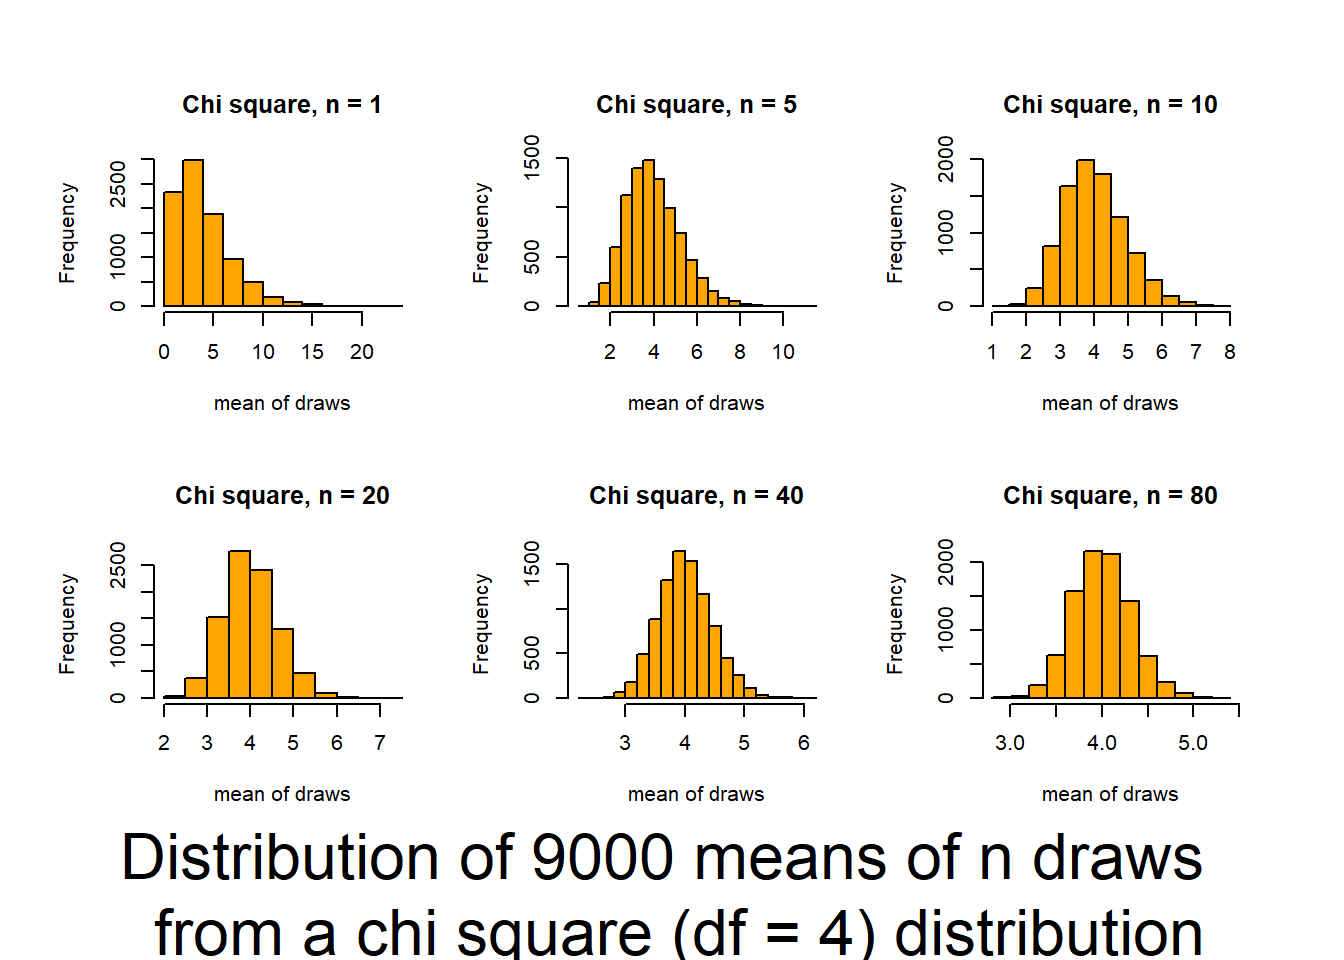 Chi square, n = 1
Frequency
0 1000 2500
0 5 10 15 20
mean of draws
Chi square, n = 5
Frequency
0 500 1500
2 4 6 8 10
mean of draws
Chi square, n = 10
Frequency
0 1000 2000
1 2 3 4 5 6 7 8
mean of draws
Chi square, n = 20
Frequency
0 1000 2500
2 3 4 5 6 7
mean of draws
Chi square, n = 40
Frequency
0 500 1500
3 4 5 6
mean of draws
Chi square, n = 80
Frequency
0 1000 2000
3.0 4.0 5.0
mean of draws
Distribution of 9000 means of n draws
from a chi square (df = 4) distribution